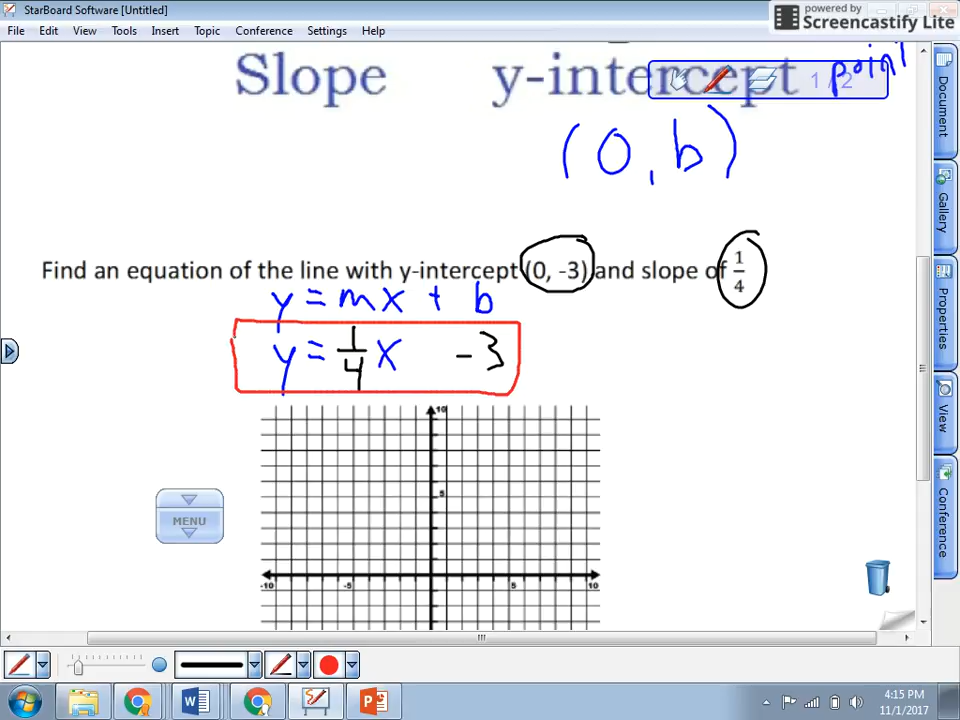 StarBoard Software [Untitled]
powered by
Screencastify Lite
File Edit View Tools Insert Topic Conference Settings Help
Slope y-intercept
1 / 2
point
(0, b)
Find an equation of the line with y-intercept (0, -3) and slope of 1/4
y = mx + b
y = 1/4 x - 3
10
5
-10 -5 5 10
MENU
Document
Gallery
Properties
View
Conference
4:15 PM
11/1/2017